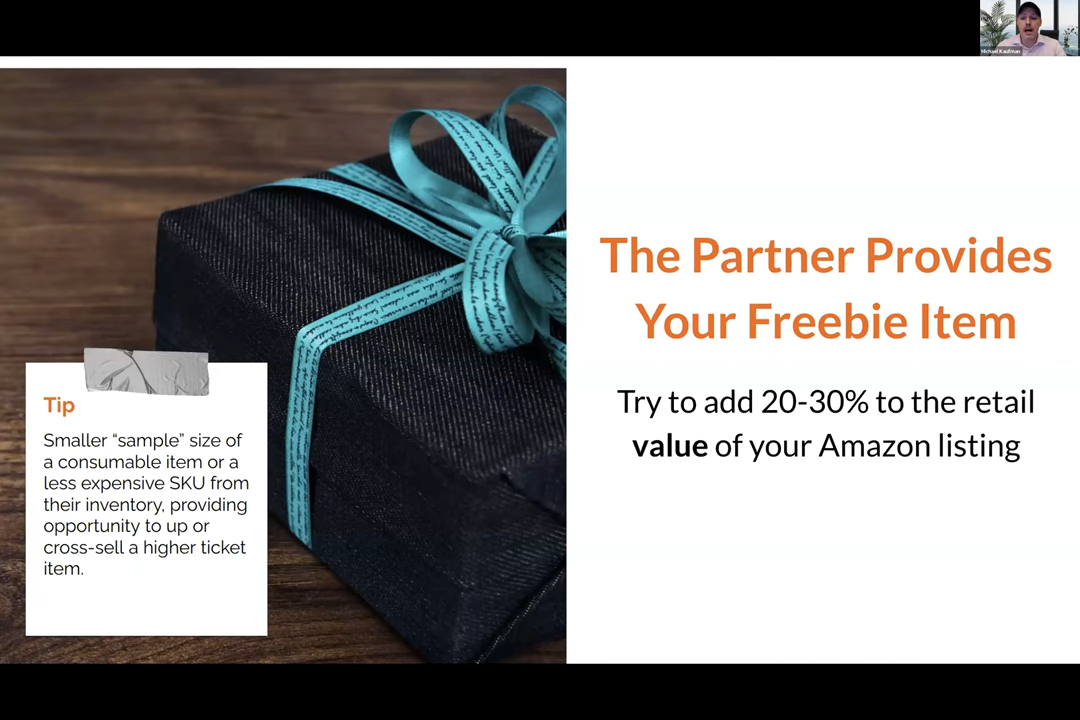 Michael Kaufman
The Partner Provides
Your Freebie Item
Try to add 20-30% to the retail
value of your Amazon listing
Tip
Smaller “sample” size of
a consumable item or a
less expensive SKU from
their inventory, providing
opportunity to up or
cross-sell a higher ticket
item.